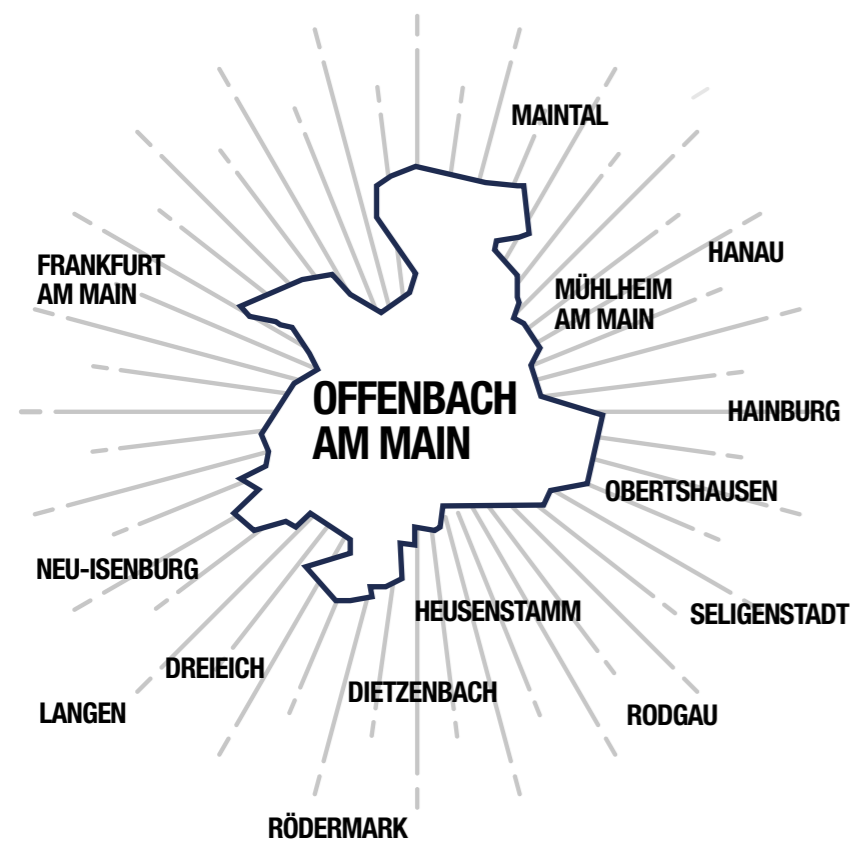 MAINTAL
HANAU
FRANKFURT
AM MAIN
MÜHLHEIM
AM MAIN
OFFENBACH
AM MAIN
HAINBURG
OBERTSHAUSEN
NEU-ISENBURG
HEUSENSTAMM
SELIGENSTADT
DREIEICH
DIETZENBACH
LANGEN
RODGAU
RÖDERMARK